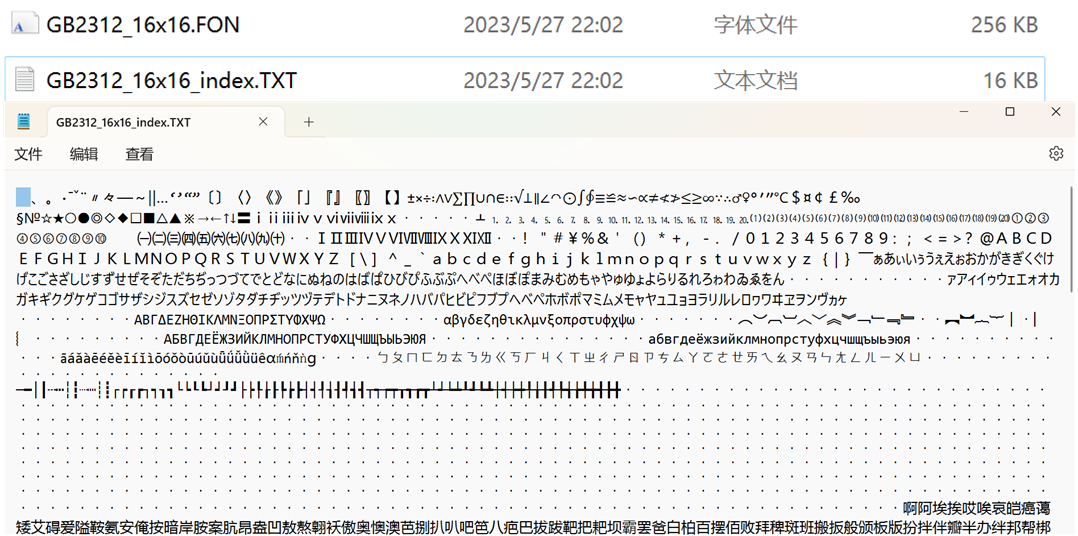 GB2312_16x16.FON 2023/5/27 22:02 字体文件 256 KB
GB2312_16x16_index.TXT 2023/5/27 22:02 文本文档 16 KB
GB2312_16x16_index.TXT
文件 编辑 查看
、。·ˉˇ¨〃々—～‖…‘’“”〔〕〈〉《》「」『』〖〗【】±×÷∶∧∨∑∏∪∩∈∷√⊥∥∠⌒⊙∫∮≡≌≈∽∝≠≮≯≤≥∞∵∴♂♀°′″℃＄¤￠￡‰
§№☆★○●◎◇◆□■△▲※→←↑↓〓ⅰⅱⅲⅳⅴⅵⅶⅷⅸⅹ······⒈⒉⒊⒋⒌⒍⒎⒏⒐⒑⒒⒓⒔⒕⒖⒗⒘⒙⒚⒛⑴⑵⑶⑷⑸⑹⑺⑻⑼⑽⑾⑿⒀⒁⒂⒃⒄⒅⒆⒇①②③
④⑤⑥⑦⑧⑨⑩ ㈠㈡㈢㈣㈤㈥㈦㈧㈨㈩··ⅠⅡⅢⅣⅤⅥⅦⅧⅨⅩⅪⅫ··！＂＃￥％＆＇（）＊＋，－．／０１２３４５６７８９：；＜＝＞？＠ＡＢＣＤ
ＥＦＧＨＩＪＫＬＭＮＯＰＱＲＳＴＵＶＷＸＹＺ［＼］＾＿｀ａｂｃｄｅｆｇｈｉｊｋｌｍｎｏｐｑｒｓｔｕｖｗｘｙｚ｛｜｝￣ぁあぃいぅうぇえぉおかがきぎくぐけ
げこごさざしじすずせぜそぞただちぢっつづてでとどなにぬねのはばぱひびぴふぶぷへべぺほぼぽまみむめもゃやゅゆょよらりるれろゎわゐゑをん········ァアィイゥウェエォオカ
ガキギクグケゲコゴサザシジスズセゼソゾタダチヂッツヅテデトドナニヌネノハバパヒビピフブプヘベペホボポマミムメモャヤュユョヨラリルレロヮワヰヱヲンヴヵヶ
········ΑΒΓΔΕΖΗΘΙΚΛΜΝΞΟΠΡΣΤΥΦΧΨΩ········αβγδεζηθικλμνξοπρστυφχψω
АБВГДЕЁЖЗИЙКЛМНОПРСТУФХЦЧШЩЪЫЬЭЮЯ···············абвгдеёжзийклмнопрстуфхцчшщъыьэюя
āáǎàēéěèīíǐìōóǒòūúǔùǖǘǚǜüêɑḿńňǹɡ····ㄅㄆㄇㄈㄉㄊㄋㄌㄍㄎㄏㄐㄑㄒㄓㄔㄕㄖㄗㄘㄙㄚㄛㄜㄝㄞㄟㄠㄡㄢㄣㄤㄥㄦㄧㄨㄩ
─━│┃┄┅┆┇┈┉┊┋┌┍┎┏┐┑┒┓└┕┖┗┘┙┚┛├┝┞┟┠┡┢┣┤┥┦┧┨┩┪┫┬┭┮┯┰┱┲┳┴┵┶┷┸┹┺┻┼┽┾┿╀╁╂╃╄╅╆╇╈╉╊╋
啊阿埃挨哎唉哀皑癌蔼
矮艾碍爱隘鞍氨安俺按暗岸胺案肮昂盎凹敖熬翱袄傲奥懊澳芭捌扒叭吧笆八疤巴拔跋靶把耙坝霸罢爸白柏百摆佰败拜稗斑班搬扳般颁板版扮拌伴瓣半办绊邦帮梆